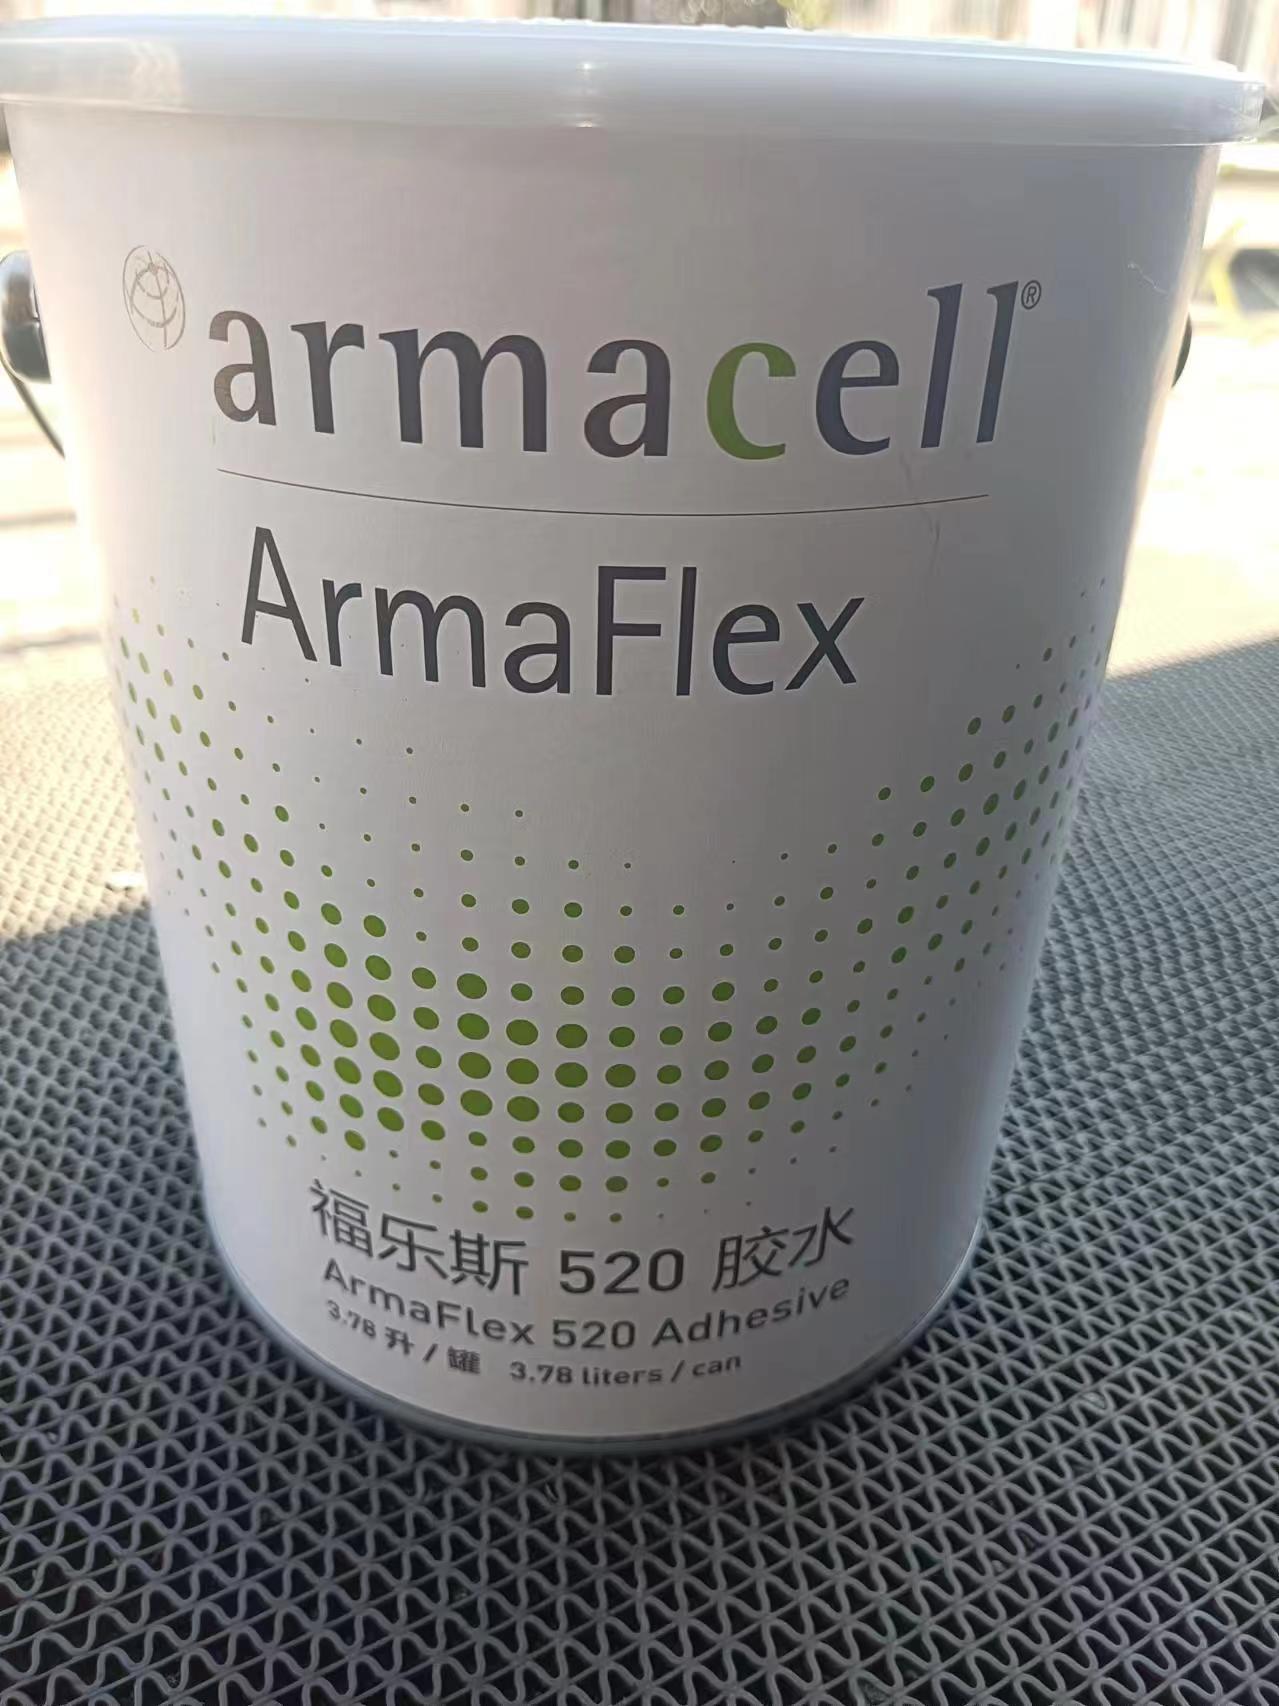 armacell®
ArmaFlex
福乐斯 520 胶水
ArmaFlex 520 Adhesive
3.78 升 / 罐 3.78 liters / can